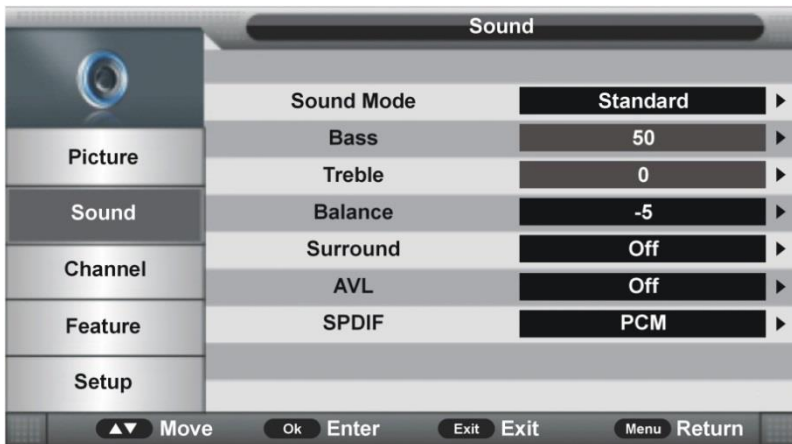 Sound
Sound Mode Standard
Bass 50
Treble 0
Balance -5
Surround Off
AVL Off
SPDIF PCM
Picture
Sound
Channel
Feature
Setup
▲▼ Move Ok Enter Exit Exit Menu Return